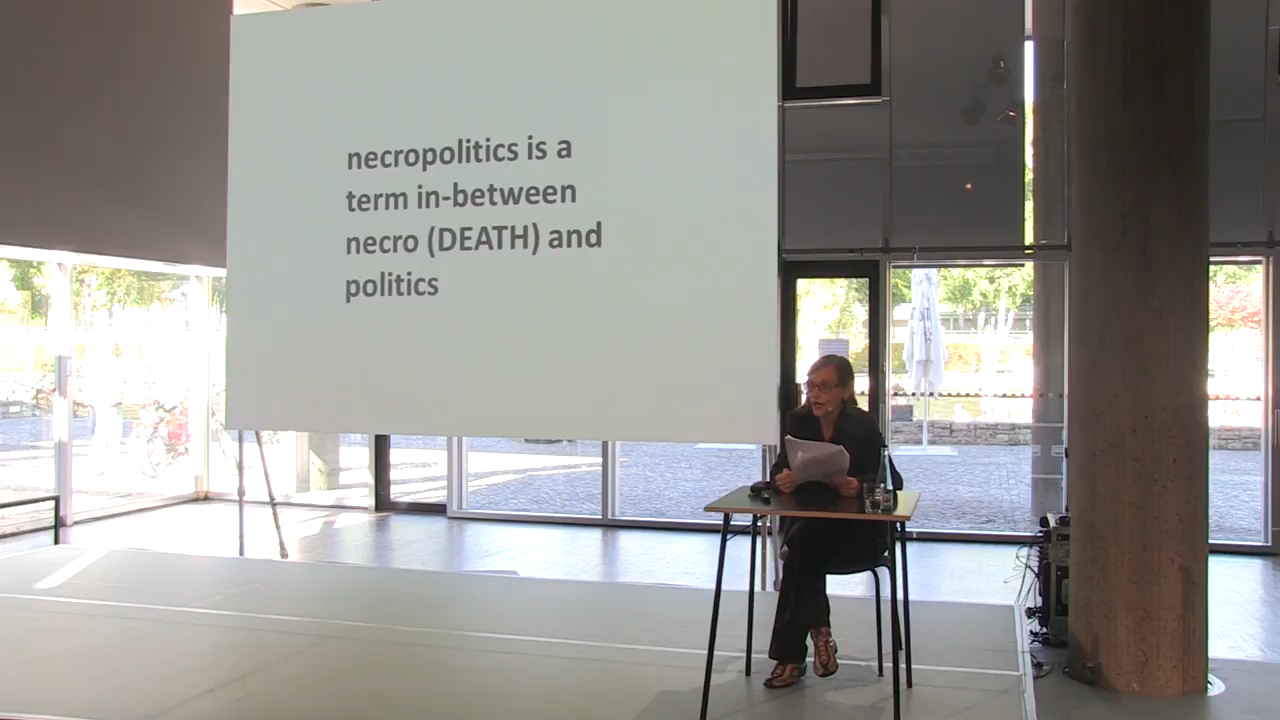 necropolitics is a
term in-between
necro (DEATH) and
politics